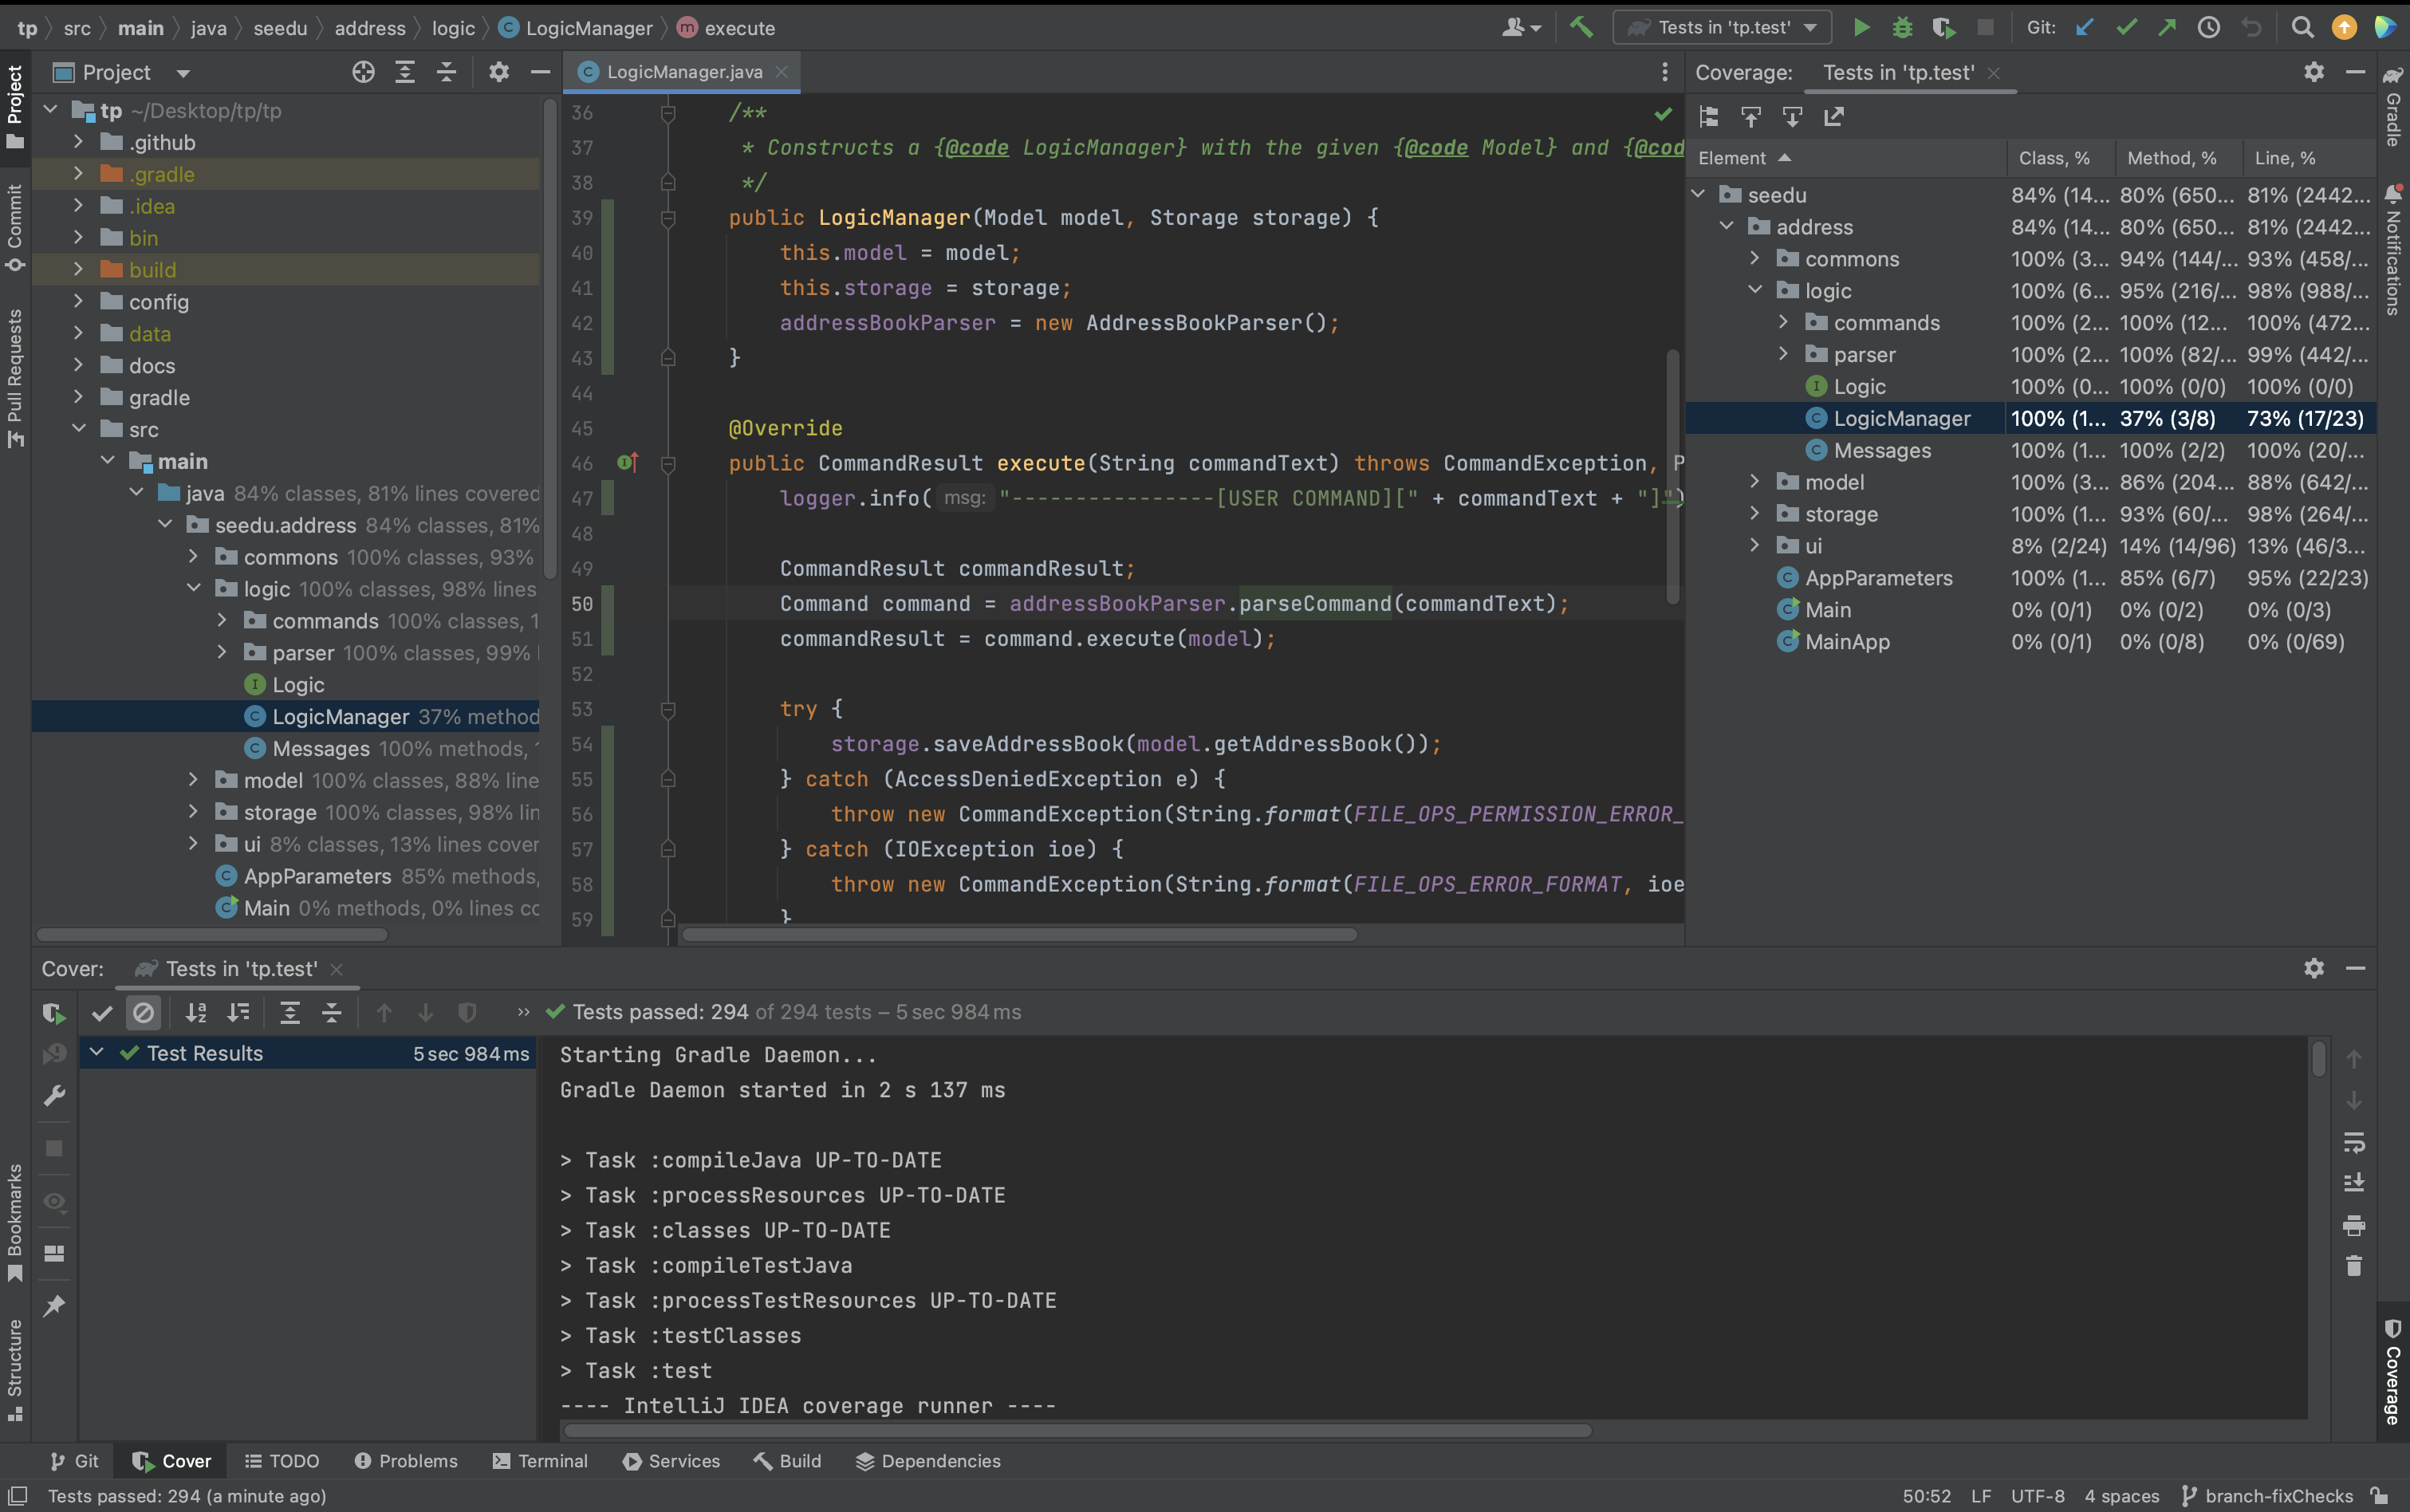 tp src main java seedu address logic LogicManager execute
Tests in 'tp.test' Git:
Project
Commit
Pull Requests
Bookmarks
Structure
Project
tp ~/Desktop/tp/tp
.github
.gradle
.idea
bin
build
config
data
docs
gradle
src
main
java 84% classes, 81% lines covered
seedu.address 84% classes, 81%
commons 100% classes, 93%
logic 100% classes, 98% lines
commands 100% classes, 1
parser 100% classes, 99% l
Logic
LogicManager 37% method
Messages 100% methods,
model 100% classes, 88% line
storage 100% classes, 98% lin
ui 8% classes, 13% lines cover
AppParameters 85% methods,
Main 0% methods, 0% lines co
LogicManager.java
36 /**
37 * Constructs a {@code LogicManager} with the given {@code Model} and {@cod
38 */
39 public LogicManager(Model model, Storage storage) {
40 this.model = model;
41 this.storage = storage;
42 addressBookParser = new AddressBookParser();
43 }
44
45 @Override
46 public CommandResult execute(String commandText) throws CommandException, P
47 logger.info( msg: "----------------[USER COMMAND][" + commandText + "]")
48
49 CommandResult commandResult;
50 Command command = addressBookParser.parseCommand(commandText);
51 commandResult = command.execute(model);
52
53 try {
54 storage.saveAddressBook(model.getAddressBook());
55 } catch (AccessDeniedException e) {
56 throw new CommandException(String.format(FILE_OPS_PERMISSION_ERROR_
57 } catch (IOException ioe) {
58 throw new CommandException(String.format(FILE_OPS_ERROR_FORMAT, ioe
59 }
Coverage: Tests in 'tp.test'
Element Class, % Method, % Line, %
seedu 84% (14... 80% (650... 81% (2442...
address 84% (14... 80% (650... 81% (2442...
commons 100% (3... 94% (144/... 93% (458/...
logic 100% (6... 95% (216/... 98% (988/...
commands 100% (2... 100% (12... 100% (472...
parser 100% (2... 100% (82/... 99% (442/...
Logic 100% (0... 100% (0/0) 100% (0/0)
LogicManager 100% (1... 37% (3/8) 73% (17/23)
Messages 100% (1... 100% (2/2) 100% (20/...
model 100% (3... 86% (204... 88% (642/...
storage 100% (1... 93% (60/... 98% (264/...
ui 8% (2/24) 14% (14/96) 13% (46/3...
AppParameters 100% (1... 85% (6/7) 95% (22/23)
Main 0% (0/1) 0% (0/2) 0% (0/3)
MainApp 0% (0/1) 0% (0/8) 0% (0/69)
Gradle
Notifications
Coverage
Cover: Tests in 'tp.test'
Tests passed: 294 of 294 tests – 5 sec 984 ms
Test Results 5 sec 984 ms
Starting Gradle Daemon...
Gradle Daemon started in 2 s 137 ms
> Task :compileJava UP-TO-DATE
> Task :processResources UP-TO-DATE
> Task :classes UP-TO-DATE
> Task :compileTestJava
> Task :processTestResources UP-TO-DATE
> Task :testClasses
> Task :test
---- IntelliJ IDEA coverage runner ----
Git Cover TODO Problems Terminal Services Build Dependencies
Tests passed: 294 (a minute ago) 50:52 LF UTF-8 4 spaces branch-fixChecks